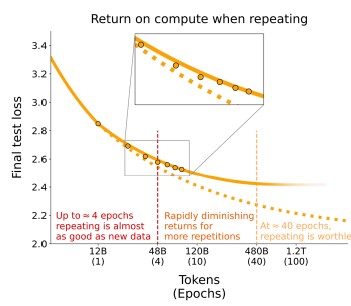 Return on compute when repeating
3.4
3.2
3.0
2.8
2.6
2.4
2.2
2.0
Final test loss
Up to ≈ 4 epochs
repeating is almost
as good as new data
Rapidly diminishing
returns for
more repetitions
At ≈ 40 epochs,
repeating is worthle
12B
(1)
48B
(4)
120B
(10)
480B
(40)
1.2T
(100)
Tokens
(Epochs)